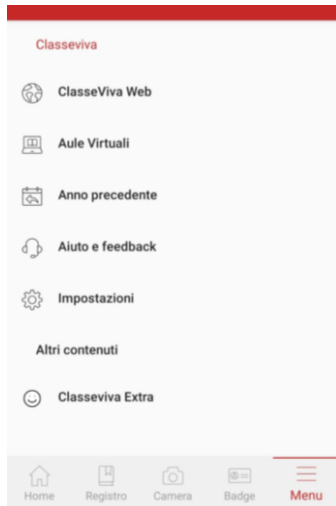 Classeviva
ClasseViva Web
Aule Virtuali
Anno precedente
Aiuto e feedback
Impostazioni
Altri contenuti
Classeviva Extra
Home Registro Camera Badge Menu